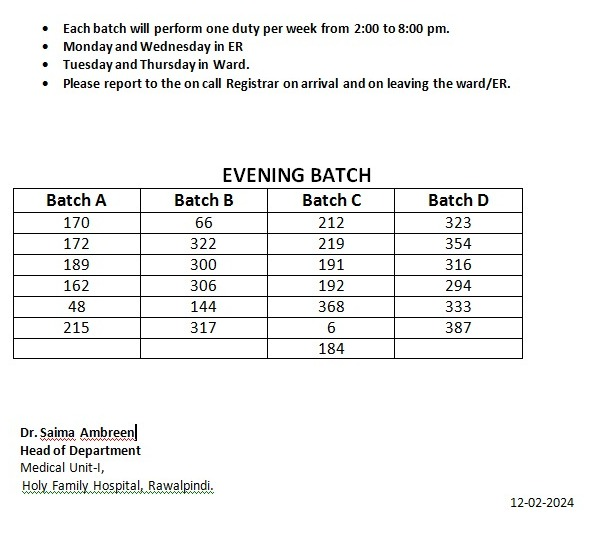 • Each batch will perform one duty per week from 2:00 to 8:00 pm.
• Monday and Wednesday in ER
• Tuesday and Thursday in Ward.
• Please report to the on call Registrar on arrival and on leaving the ward/ER.
EVENING BATCH
Batch A Batch B Batch C Batch D
170 66 212 323
172 322 219 354
189 300 191 316
162 306 192 294
48 144 368 333
215 317 6 387
184
Dr. Saima Ambreen
Head of Department
Medical Unit-I,
Holy Family Hospital, Rawalpindi.
12-02-2024